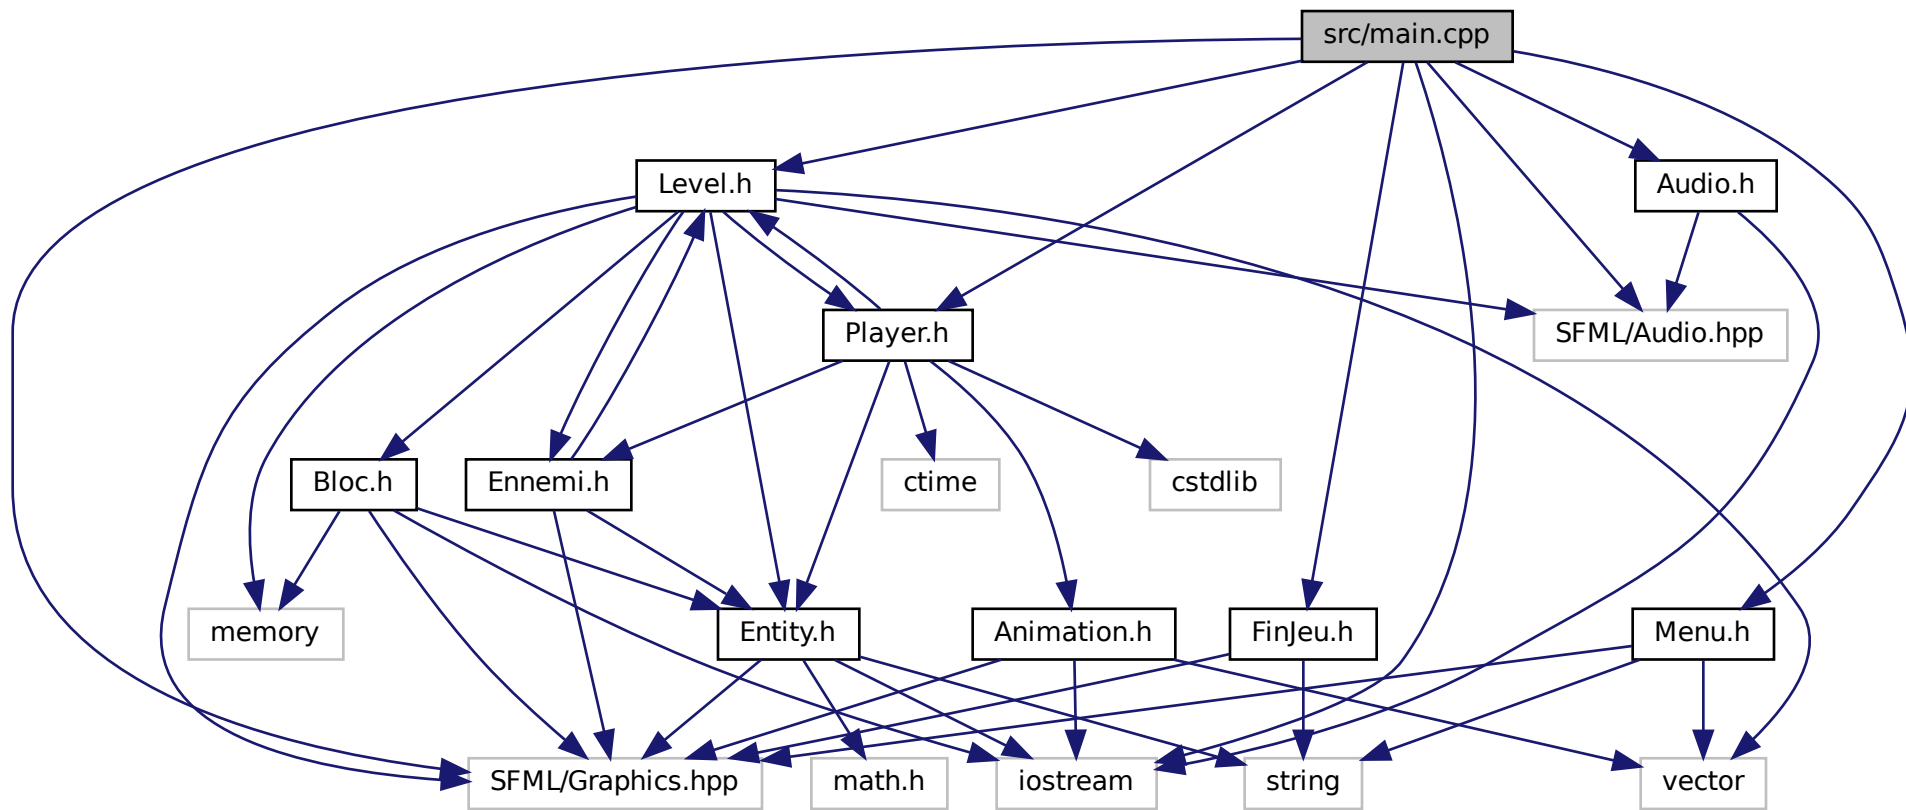 src/main.cpp
Level.h
Audio.h
Player.h
SFML/Audio.hpp
Bloc.h
Ennemi.h
ctime
cstdlib
memory
Entity.h
Animation.h
FinJeu.h
Menu.h
SFML/Graphics.hpp
math.h
iostream
string
vector